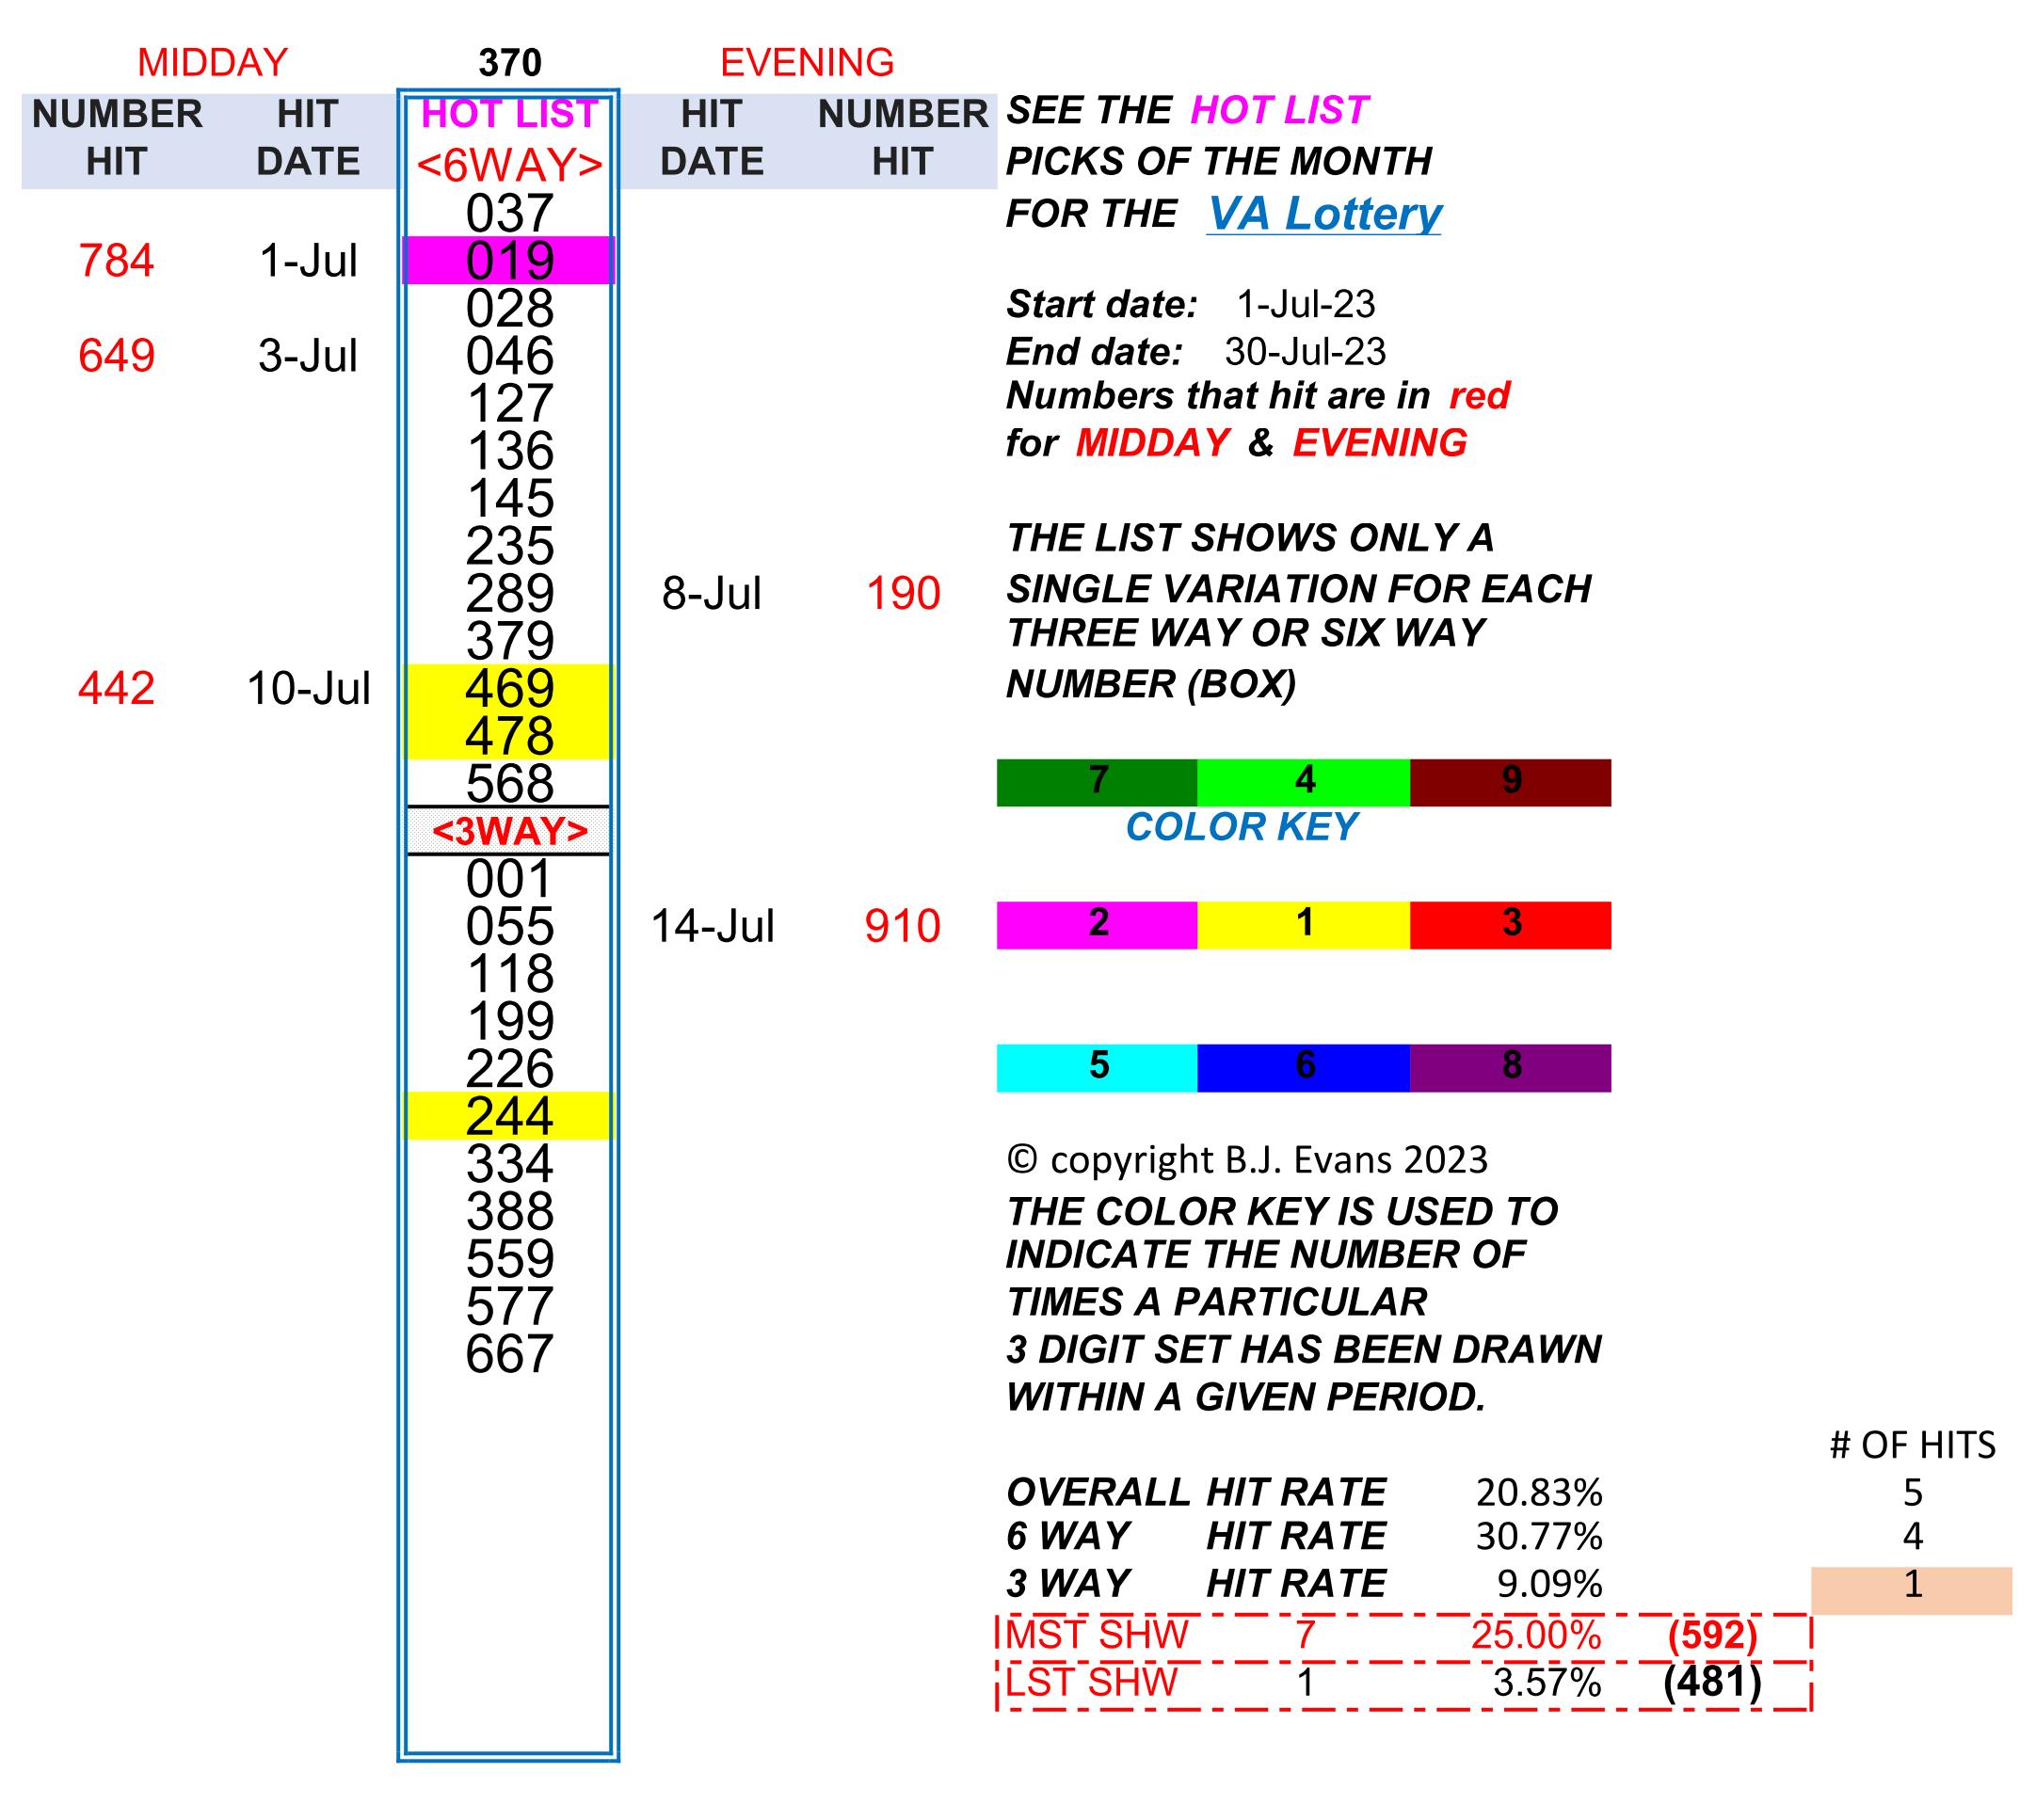 MIDDAY 370 EVENING
NUMBER HIT HOT LIST HIT NUMBER
HIT DATE <6WAY> DATE HIT
037
784 1-Jul 019
028
649 3-Jul 046
127
136
145
235
289 8-Jul 190
379
442 10-Jul 469
478
568
<3WAY>
001
055 14-Jul 910
118
199
226
244
334
388
559
577
667
SEE THE HOT LIST
PICKS OF THE MONTH
FOR THE VA Lottery
Start date: 1-Jul-23
End date: 30-Jul-23
Numbers that hit are in red
for MIDDAY & EVENING
THE LIST SHOWS ONLY A
SINGLE VARIATION FOR EACH
THREE WAY OR SIX WAY
NUMBER (BOX)
7 4 9
COLOR KEY
2 1 3
5 6 8
© copyright B.J. Evans 2023
THE COLOR KEY IS USED TO
INDICATE THE NUMBER OF
TIMES A PARTICULAR
3 DIGIT SET HAS BEEN DRAWN
WITHIN A GIVEN PERIOD.
# OF HITS
OVERALL HIT RATE 20.83% 5
6 WAY HIT RATE 30.77% 4
3 WAY HIT RATE 9.09% 1
MST SHW 7 25.00% (592)
LST SHW 1 3.57% (481)